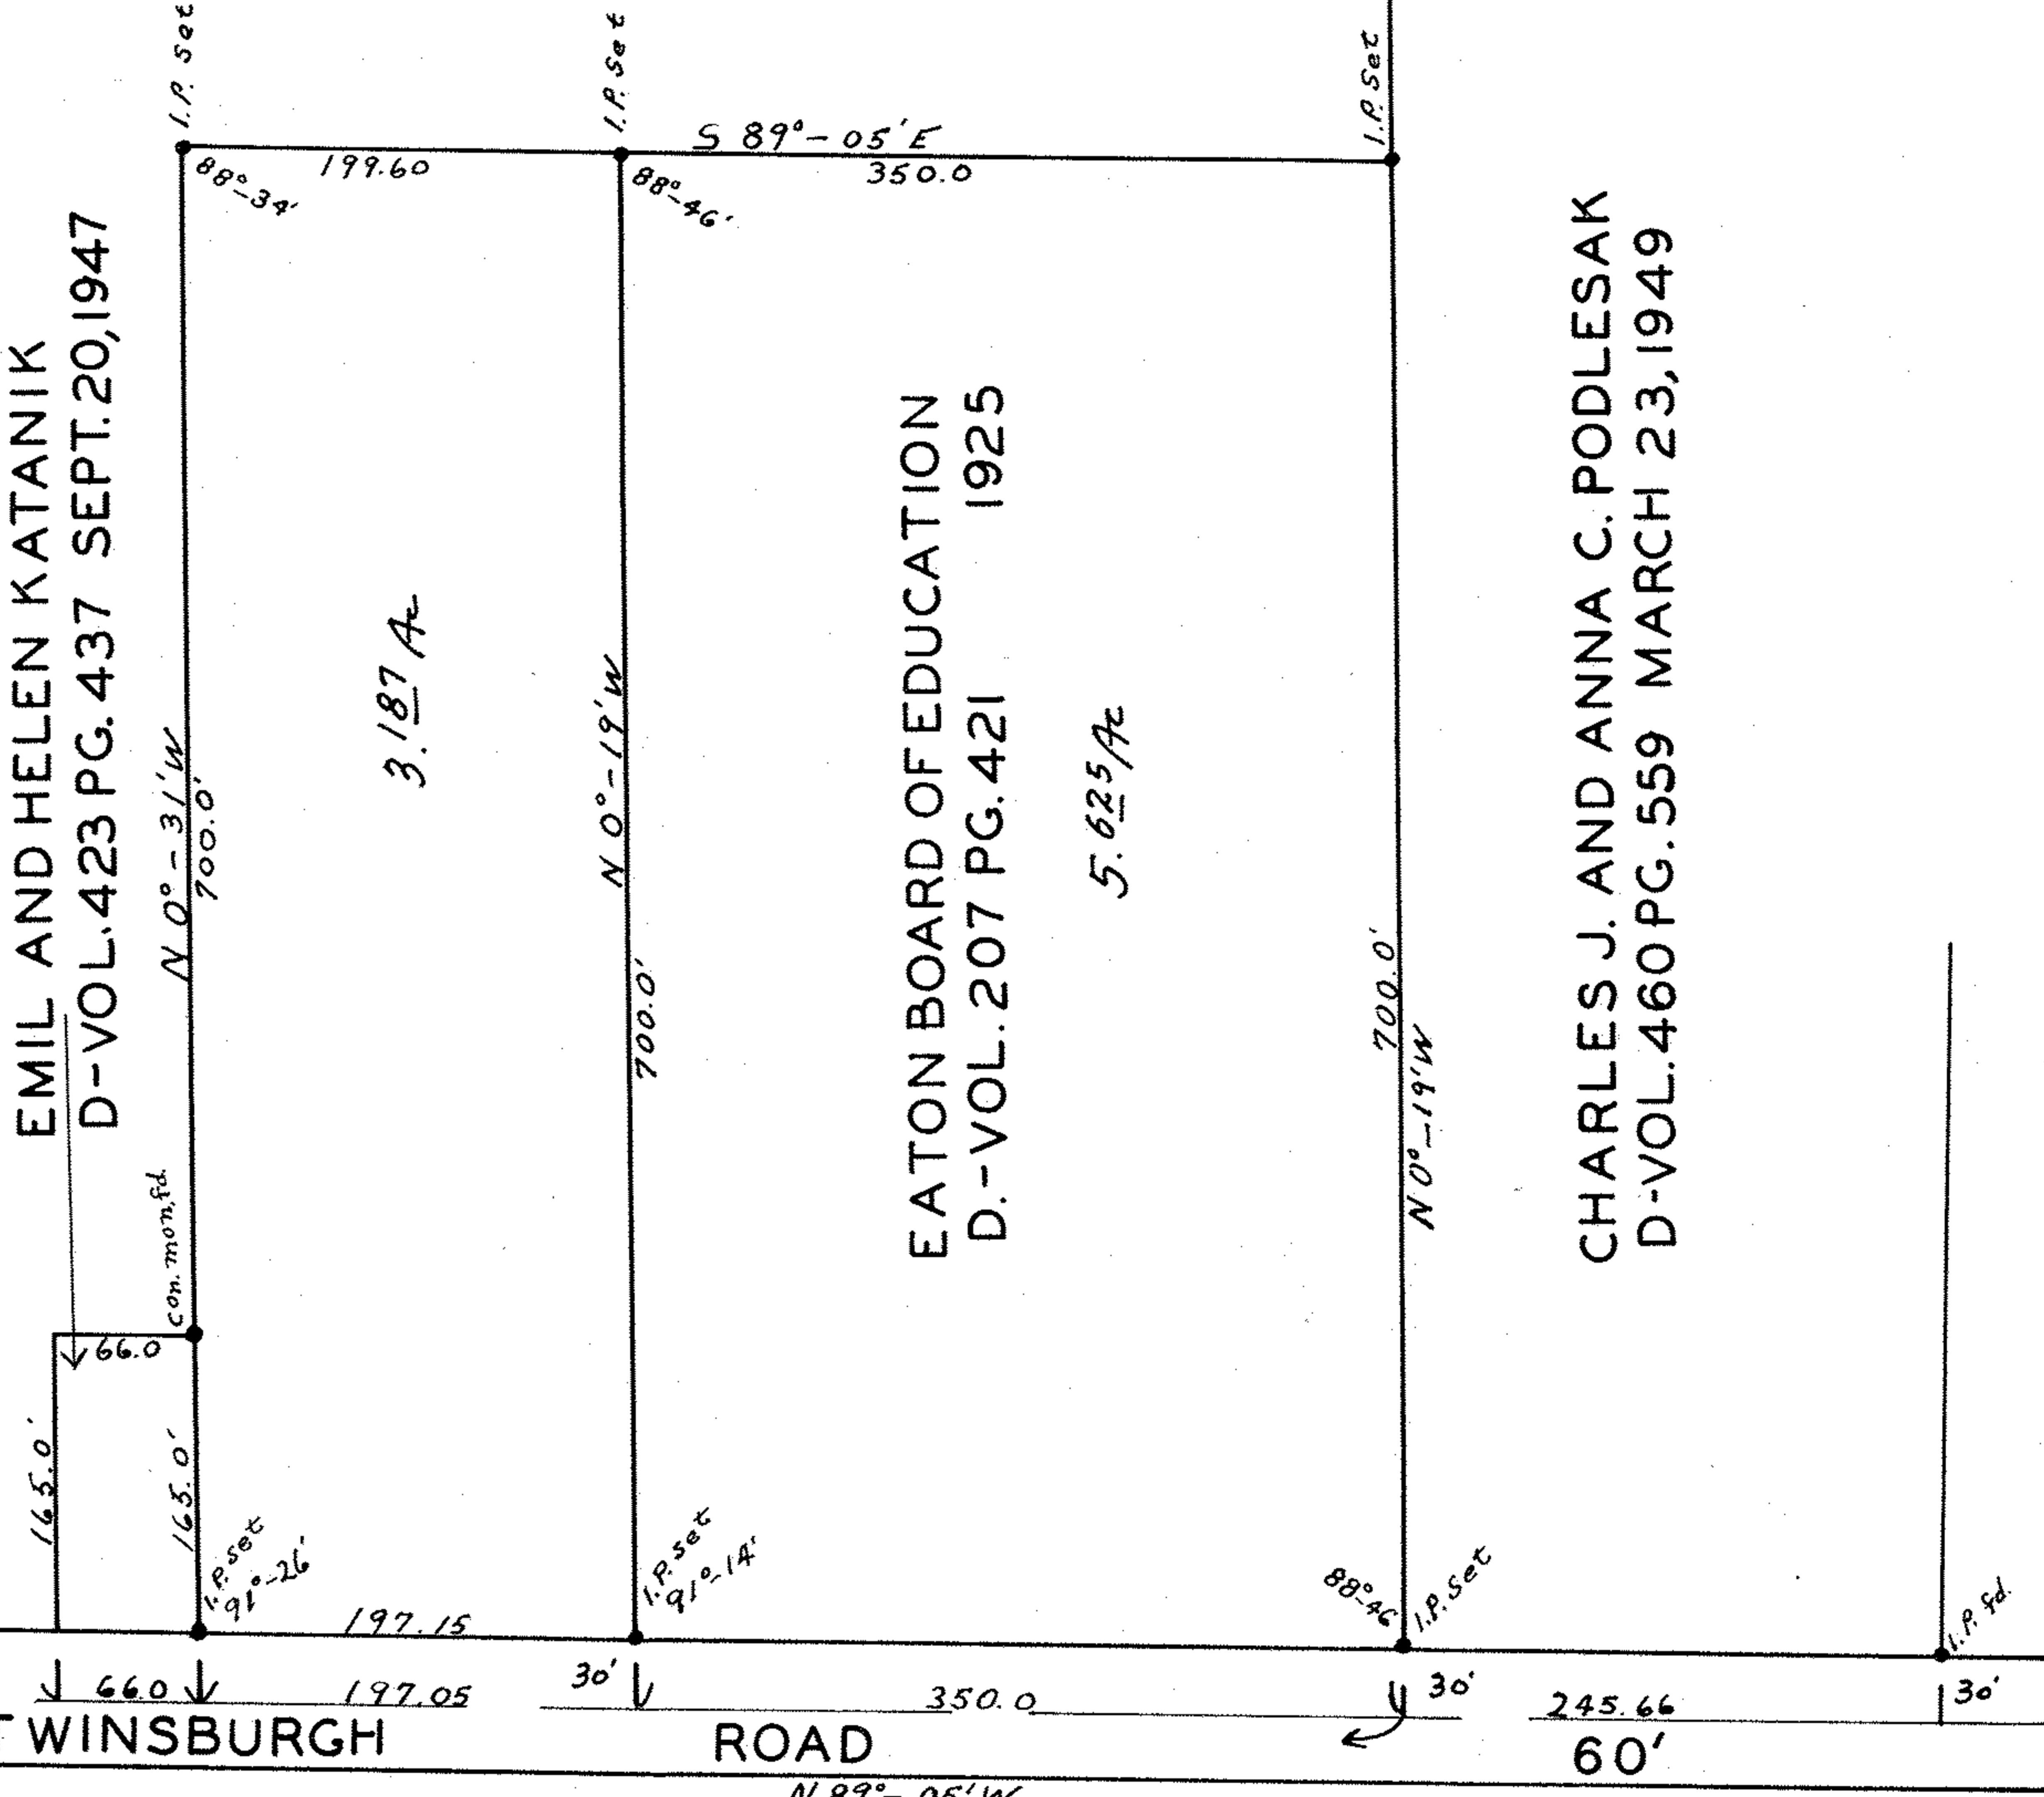 I.P. Set
I.P. Set
I.P. Set
S 89°-05' E
199.60
350.0
88°-34'
88°-46'
EMIL AND HELEN KATANIK
D-VOL.423 PG. 437 SEPT. 20, 1947
N 0°-31' W
700.0'
3.187 Ac
N 0°-19' W
700.0'
EATON BOARD OF EDUCATION
D.-VOL. 207 PG. 421 1925
5.625 Ac
700.0'
N 0°-19' W
CHARLES J. AND ANNA C. PODLESAK
D-VOL.460 PG. 559 MARCH 23, 1949
con. mon. fd.
66.0
165.0'
165.0'
I.P. set
91°-26'
I.P. set
91°-14'
88°-46'
I.P. Set
I.P. fd.
197.15
66.0
197.05
30'
350.0
30'
245.66
30'
TWINSBURGH ROAD 60'
N 89°-05' W